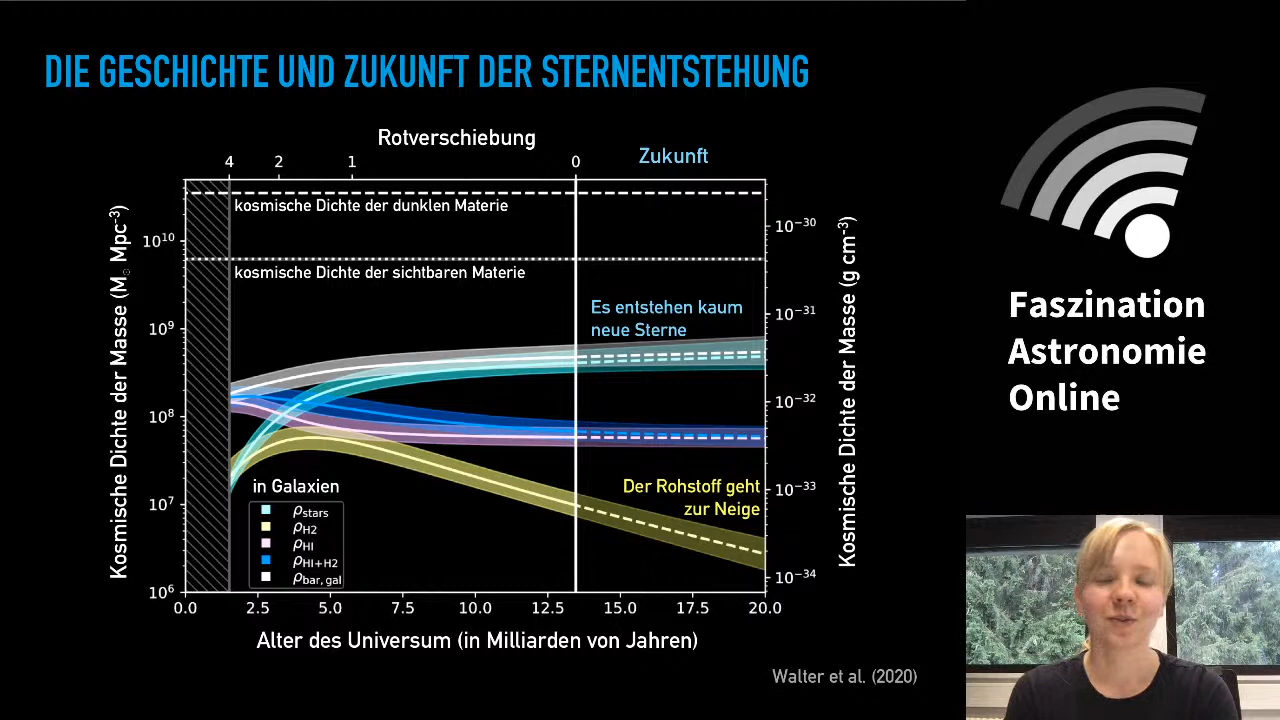 DIE GESCHICHTE UND ZUKUNFT DER STERNENTSTEHUNG
Rotverschiebung
4 2 1 0 Zukunft
kosmische Dichte der dunklen Materie
kosmische Dichte der sichtbaren Materie
Es entstehen kaum
neue Sterne
Der Rohstoff geht
zur Neige
in Galaxien
ρstars
ρH2
ρHI
ρHI+H2
ρbar, gal
Kosmische Dichte der Masse (M☉ Mpc⁻³)
10¹⁰
10⁹
10⁸
10⁷
10⁶
10⁻³⁰
10⁻³¹
10⁻³²
10⁻³³
10⁻³⁴
Kosmische Dichte der Masse (g cm⁻³)
0.0 2.5 5.0 7.5 10.0 12.5 15.0 17.5 20.0
Alter des Universum (in Milliarden von Jahren)
Walter et al. (2020)
Faszination
Astronomie
Online